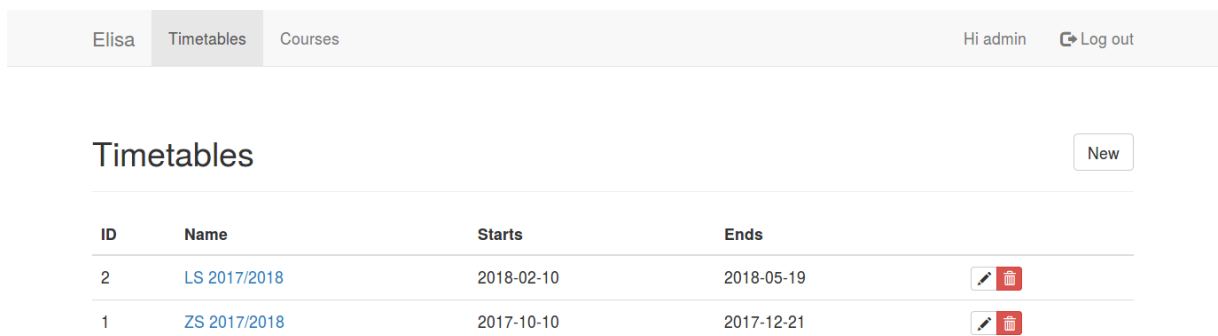 Elisa Timetables Courses Hi admin Log out
Timetables New
ID Name Starts Ends
2 LS 2017/2018 2018-02-10 2018-05-19
1 ZS 2017/2018 2017-10-10 2017-12-21